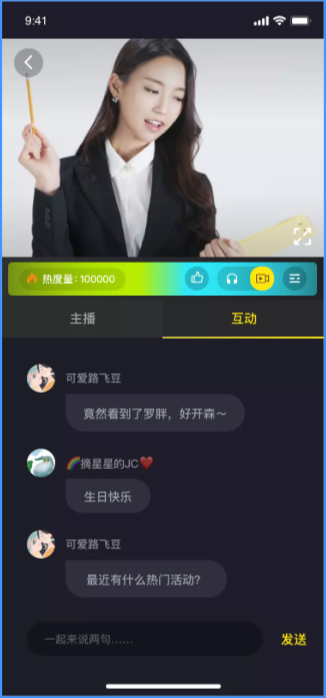 9:41
热度量：100000
主播
互动
可爱路飞豆
竟然看到了罗胖，好开森～
🌈摘星星的JC❤️
生日快乐
可爱路飞豆
最近有什么热门活动?
一起来说两句……
发送